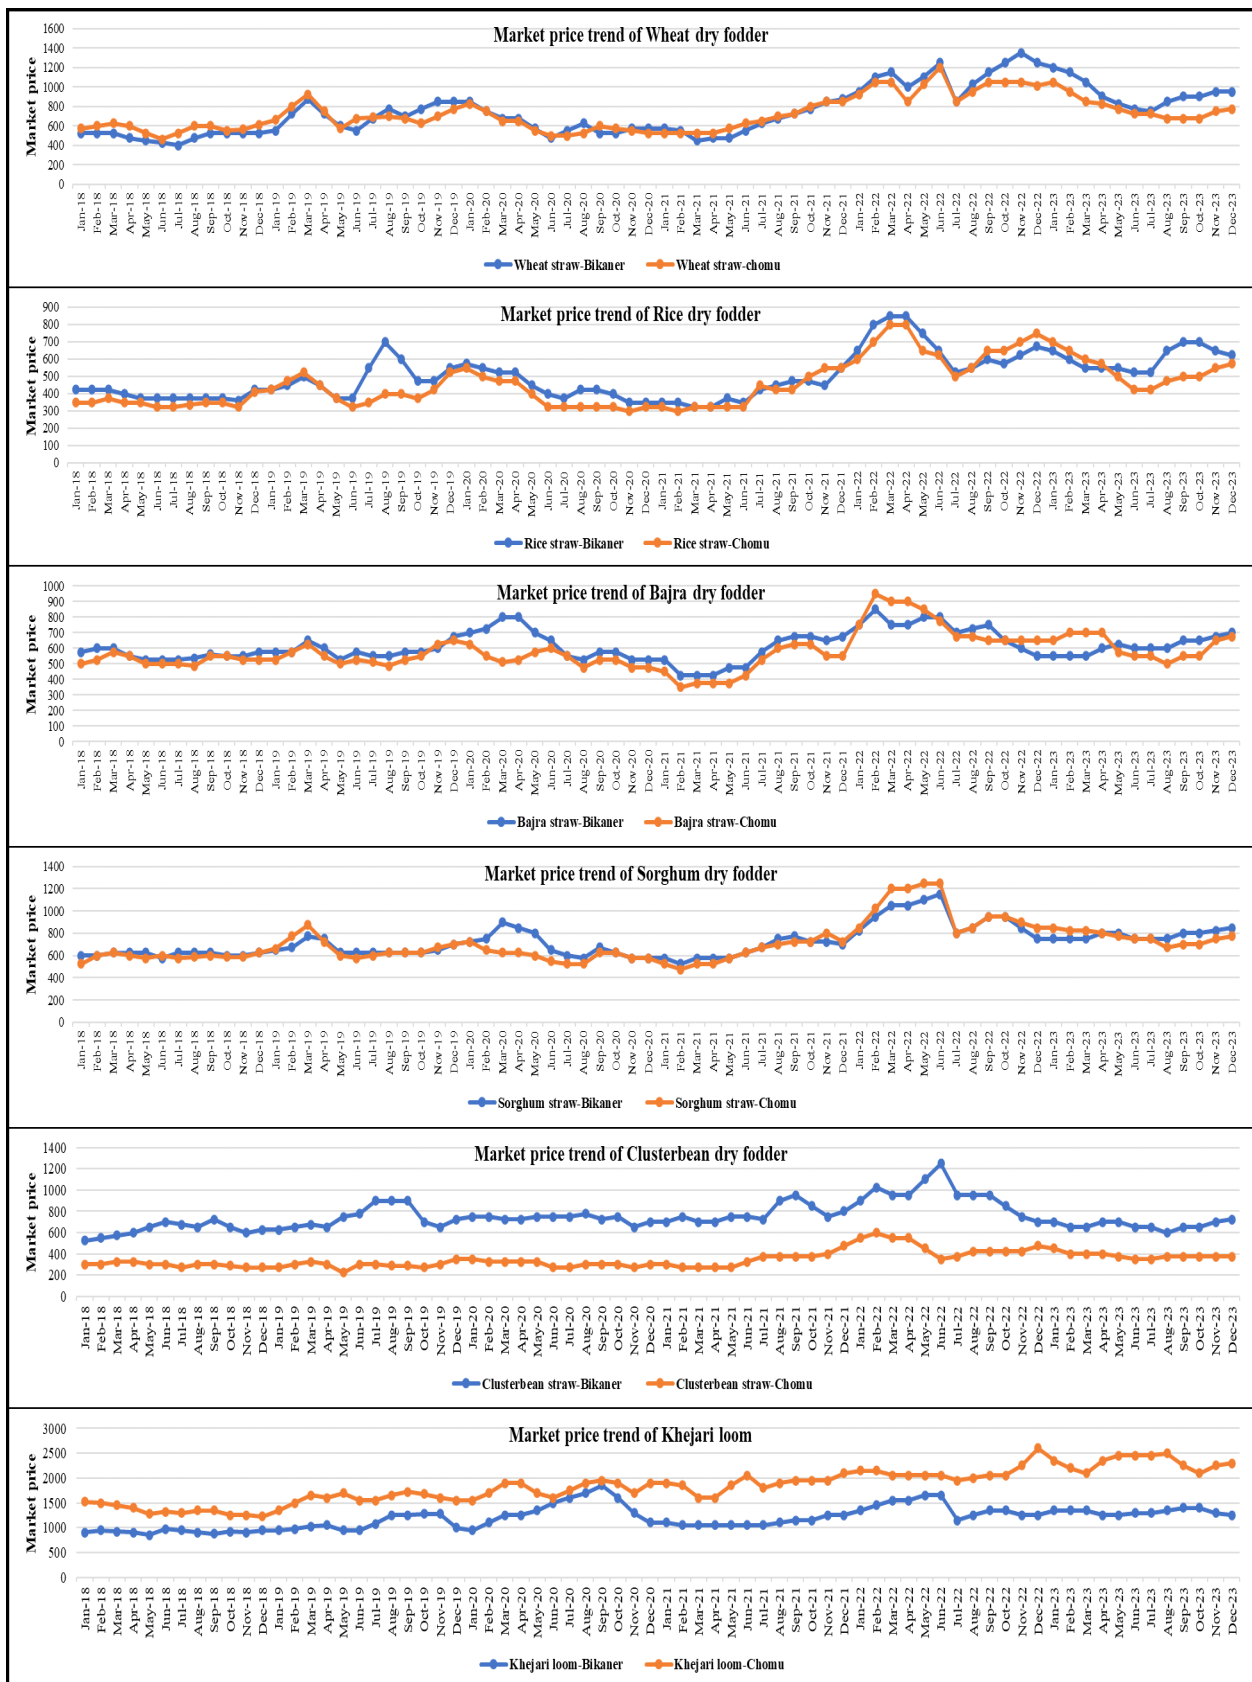 Market price trend of Wheat dry fodder
Market price
1600
1400
1200
1000
800
600
400
200
0
Jan-18 Feb-18 Mar-18 Apr-18 May-18 Jun-18 Jul-18 Aug-18 Sep-18 Oct-18 Nov-18 Dec-18 Jan-19 Feb-19 Mar-19 Apr-19 May-19 Jun-19 Jul-19 Aug-19 Sep-19 Oct-19 Nov-19 Dec-19 Jan-20 Feb-20 Mar-20 Apr-20 May-20 Jun-20 Jul-20 Aug-20 Sep-20 Oct-20 Nov-20 Dec-20 Jan-21 Feb-21 Mar-21 Apr-21 May-21 Jun-21 Jul-21 Aug-21 Sep-21 Oct-21 Nov-21 Dec-21 Jan-22 Feb-22 Mar-22 Apr-22 May-22 Jun-22 Jul-22 Aug-22 Sep-22 Oct-22 Nov-22 Dec-22 Jan-23 Feb-23 Mar-23 Apr-23 May-23 Jun-23 Jul-23 Aug-23 Sep-23 Oct-23 Nov-23 Dec-23
Wheat straw-Bikaner Wheat straw-chomu
Market price trend of Rice dry fodder
Market price
900
800
700
600
500
400
300
200
100
0
Jan-18 Feb-18 Mar-18 Apr-18 May-18 Jun-18 Jul-18 Aug-18 Sep-18 Oct-18 Nov-18 Dec-18 Jan-19 Feb-19 Mar-19 Apr-19 May-19 Jun-19 Jul-19 Aug-19 Sep-19 Oct-19 Nov-19 Dec-19 Jan-20 Feb-20 Mar-20 Apr-20 May-20 Jun-20 Jul-20 Aug-20 Sep-20 Oct-20 Nov-20 Dec-20 Jan-21 Feb-21 Mar-21 Apr-21 May-21 Jun-21 Jul-21 Aug-21 Sep-21 Oct-21 Nov-21 Dec-21 Jan-22 Feb-22 Mar-22 Apr-22 May-22 Jun-22 Jul-22 Aug-22 Sep-22 Oct-22 Nov-22 Dec-22 Jan-23 Feb-23 Mar-23 Apr-23 May-23 Jun-23 Jul-23 Aug-23 Sep-23 Oct-23 Nov-23 Dec-23
Rice straw-Bikaner Rice straw-Chomu
Market price trend of Bajra dry fodder
Market price
1000
900
800
700
600
500
400
300
200
100
0
Jan-18 Feb-18 Mar-18 Apr-18 May-18 Jun-18 Jul-18 Aug-18 Sep-18 Oct-18 Nov-18 Dec-18 Jan-19 Feb-19 Mar-19 Apr-19 May-19 Jun-19 Jul-19 Aug-19 Sep-19 Oct-19 Nov-19 Dec-19 Jan-20 Feb-20 Mar-20 Apr-20 May-20 Jun-20 Jul-20 Aug-20 Sep-20 Oct-20 Nov-20 Dec-20 Jan-21 Feb-21 Mar-21 Apr-21 May-21 Jun-21 Jul-21 Aug-21 Sep-21 Oct-21 Nov-21 Dec-21 Jan-22 Feb-22 Mar-22 Apr-22 May-22 Jun-22 Jul-22 Aug-22 Sep-22 Oct-22 Nov-22 Dec-22 Jan-23 Feb-23 Mar-23 Apr-23 May-23 Jun-23 Jul-23 Aug-23 Sep-23 Oct-23 Nov-23 Dec-23
Bajra straw-Bikaner Bajra straw-Chomu
Market price trend of Sorghum dry fodder
Market price
1400
1200
1000
800
600
400
200
0
Jan-18 Feb-18 Mar-18 Apr-18 May-18 Jun-18 Jul-18 Aug-18 Sep-18 Oct-18 Nov-18 Dec-18 Jan-19 Feb-19 Mar-19 Apr-19 May-19 Jun-19 Jul-19 Aug-19 Sep-19 Oct-19 Nov-19 Dec-19 Jan-20 Feb-20 Mar-20 Apr-20 May-20 Jun-20 Jul-20 Aug-20 Sep-20 Oct-20 Nov-20 Dec-20 Jan-21 Feb-21 Mar-21 Apr-21 May-21 Jun-21 Jul-21 Aug-21 Sep-21 Oct-21 Nov-21 Dec-21 Jan-22 Feb-22 Mar-22 Apr-22 May-22 Jun-22 Jul-22 Aug-22 Sep-22 Oct-22 Nov-22 Dec-22 Jan-23 Feb-23 Mar-23 Apr-23 May-23 Jun-23 Jul-23 Aug-23 Sep-23 Oct-23 Nov-23 Dec-23
Sorghum straw-Bikaner Sorghum straw-Chomu
Market price trend of Clusterbean dry fodder
Market price
1400
1200
1000
800
600
400
200
0
Jan-18 Feb-18 Mar-18 Apr-18 May-18 Jun-18 Jul-18 Aug-18 Sep-18 Oct-18 Nov-18 Dec-18 Jan-19 Feb-19 Mar-19 Apr-19 May-19 Jun-19 Jul-19 Aug-19 Sep-19 Oct-19 Nov-19 Dec-19 Jan-20 Feb-20 Mar-20 Apr-20 May-20 Jun-20 Jul-20 Aug-20 Sep-20 Oct-20 Nov-20 Dec-20 Jan-21 Feb-21 Mar-21 Apr-21 May-21 Jun-21 Jul-21 Aug-21 Sep-21 Oct-21 Nov-21 Dec-21 Jan-22 Feb-22 Mar-22 Apr-22 May-22 Jun-22 Jul-22 Aug-22 Sep-22 Oct-22 Nov-22 Dec-22 Jan-23 Feb-23 Mar-23 Apr-23 May-23 Jun-23 Jul-23 Aug-23 Sep-23 Oct-23 Nov-23 Dec-23
Clusterbean straw-Bikaner Clusterbean straw-Chomu
Market price trend of Khejari loom
Market price
3000
2500
2000
1500
1000
500
0
Jan-18 Feb-18 Mar-18 Apr-18 May-18 Jun-18 Jul-18 Aug-18 Sep-18 Oct-18 Nov-18 Dec-18 Jan-19 Feb-19 Mar-19 Apr-19 May-19 Jun-19 Jul-19 Aug-19 Sep-19 Oct-19 Nov-19 Dec-19 Jan-20 Feb-20 Mar-20 Apr-20 May-20 Jun-20 Jul-20 Aug-20 Sep-20 Oct-20 Nov-20 Dec-20 Jan-21 Feb-21 Mar-21 Apr-21 May-21 Jun-21 Jul-21 Aug-21 Sep-21 Oct-21 Nov-21 Dec-21 Jan-22 Feb-22 Mar-22 Apr-22 May-22 Jun-22 Jul-22 Aug-22 Sep-22 Oct-22 Nov-22 Dec-22 Jan-23 Feb-23 Mar-23 Apr-23 May-23 Jun-23 Jul-23 Aug-23 Sep-23 Oct-23 Nov-23 Dec-23
Khejari loom-Bikaner Khejari loom-Chomu